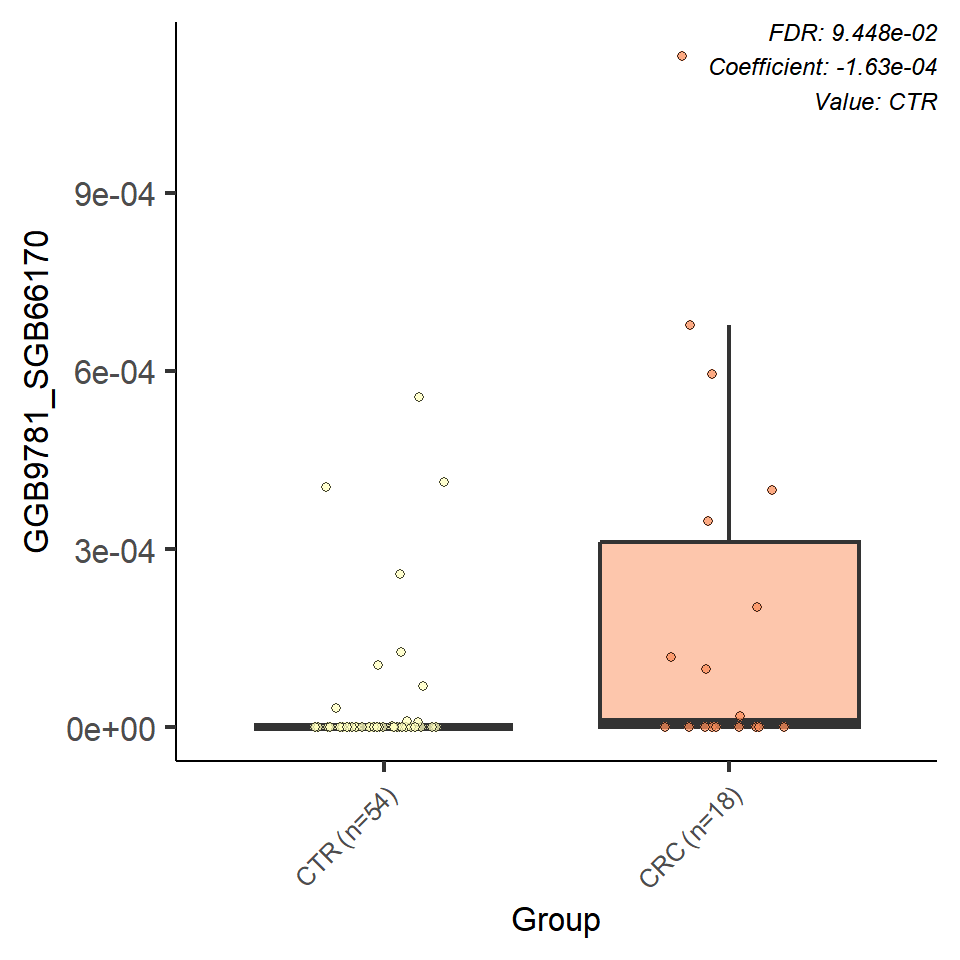 FDR: 9.448e-02
Coefficient: -1.63e-04
Value: CTR
GGB9781_SGB66170
9e-04
6e-04
3e-04
0e+00
CTR (n=54)
CRC (n=18)
Group